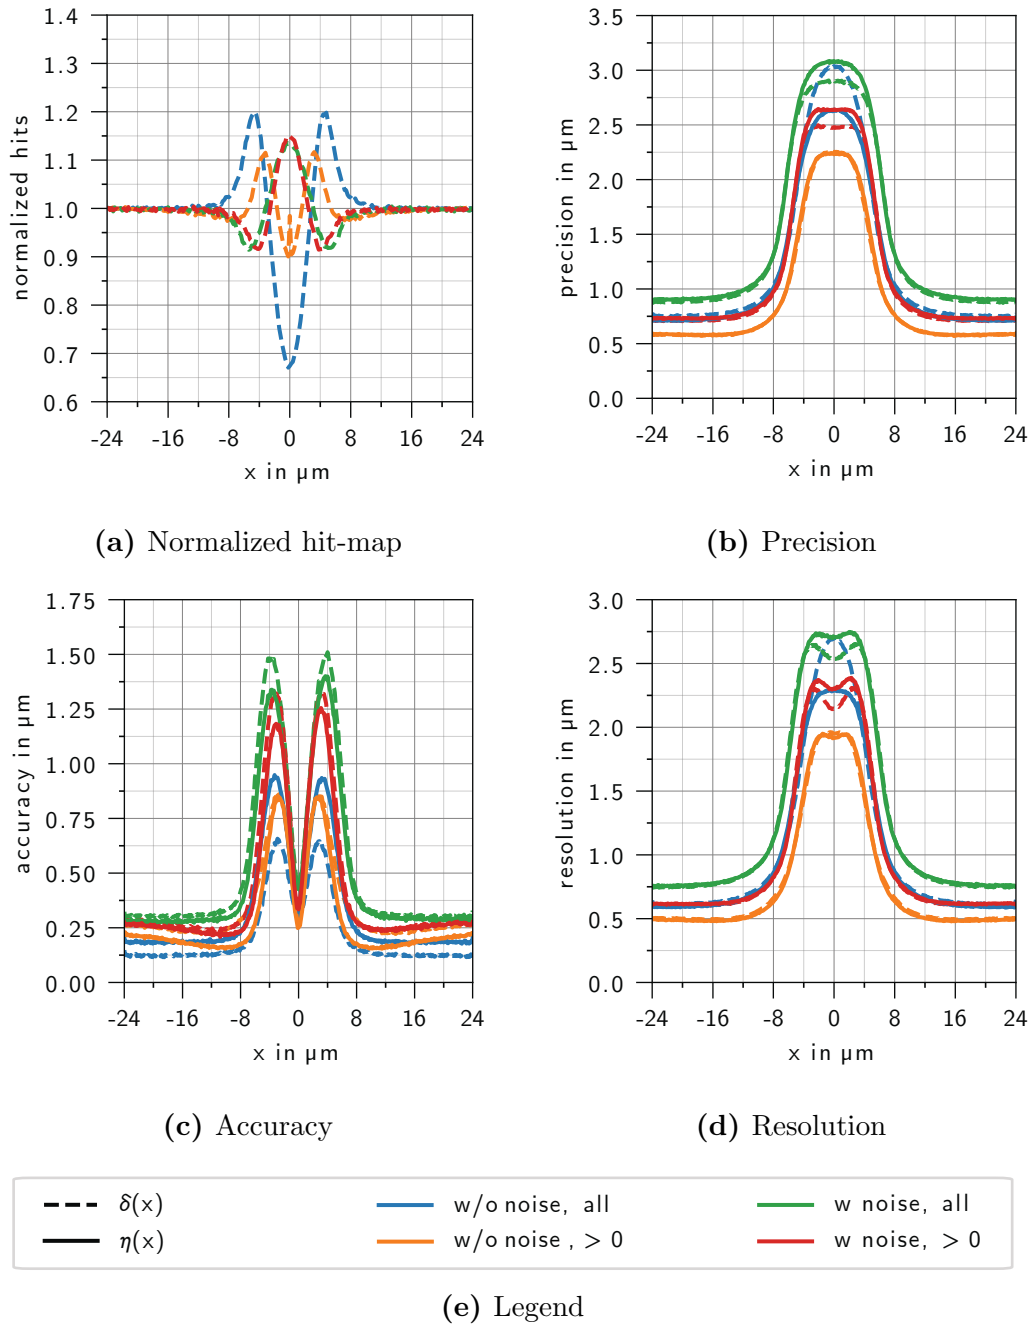 1.4
1.3
1.2
1.1
1.0
0.9
0.8
0.7
0.6
normalized hits
-24 -16 -8 0 8 16 24
x in µm
(a) Normalized hit-map
3.5
3.0
2.5
2.0
1.5
1.0
0.5
0.0
precision in µm
-24 -16 -8 0 8 16 24
x in µm
(b) Precision
1.75
1.50
1.25
1.00
0.75
0.50
0.25
0.00
accuracy in µm
-24 -16 -8 0 8 16 24
x in µm
(c) Accuracy
3.0
2.5
2.0
1.5
1.0
0.5
0.0
resolution in µm
-24 -16 -8 0 8 16 24
x in µm
(d) Resolution
δ(x) w/o noise, all w noise, all
η(x) w/o noise , > 0 w noise, > 0
(e) Legend